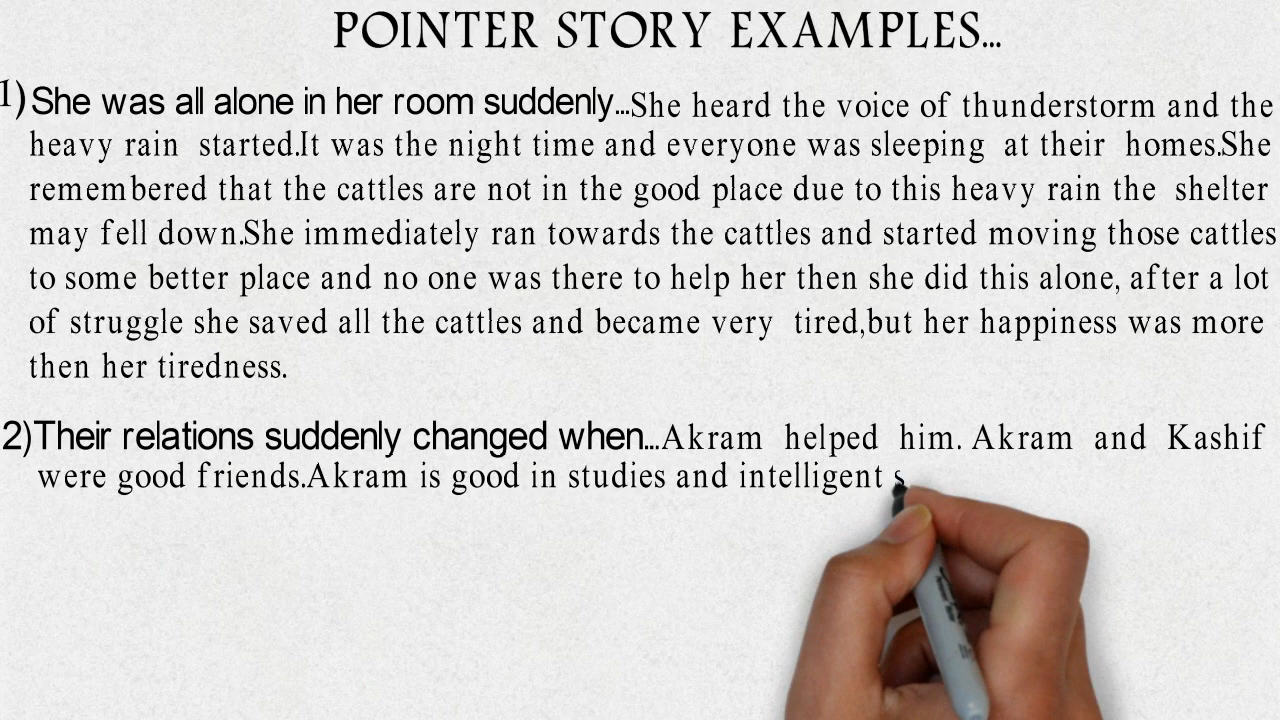 POINTER STORY EXAMPLES...
1) She was all alone in her room suddenly...She heard the voice of thunderstorm and the
heavy rain started.It was the night time and everyone was sleeping at their homes.She
remembered that the cattles are not in the good place due to this heavy rain the shelter
may fell down.She immediately ran towards the cattles and started moving those cattles
to some better place and no one was there to help her then she did this alone, after a lot
of struggle she saved all the cattles and became very tired,but her happiness was more
then her tiredness.
2)Their relations suddenly changed when...Akram helped him. Akram and Kashif
were good friends.Akram is good in studies and intelligent s